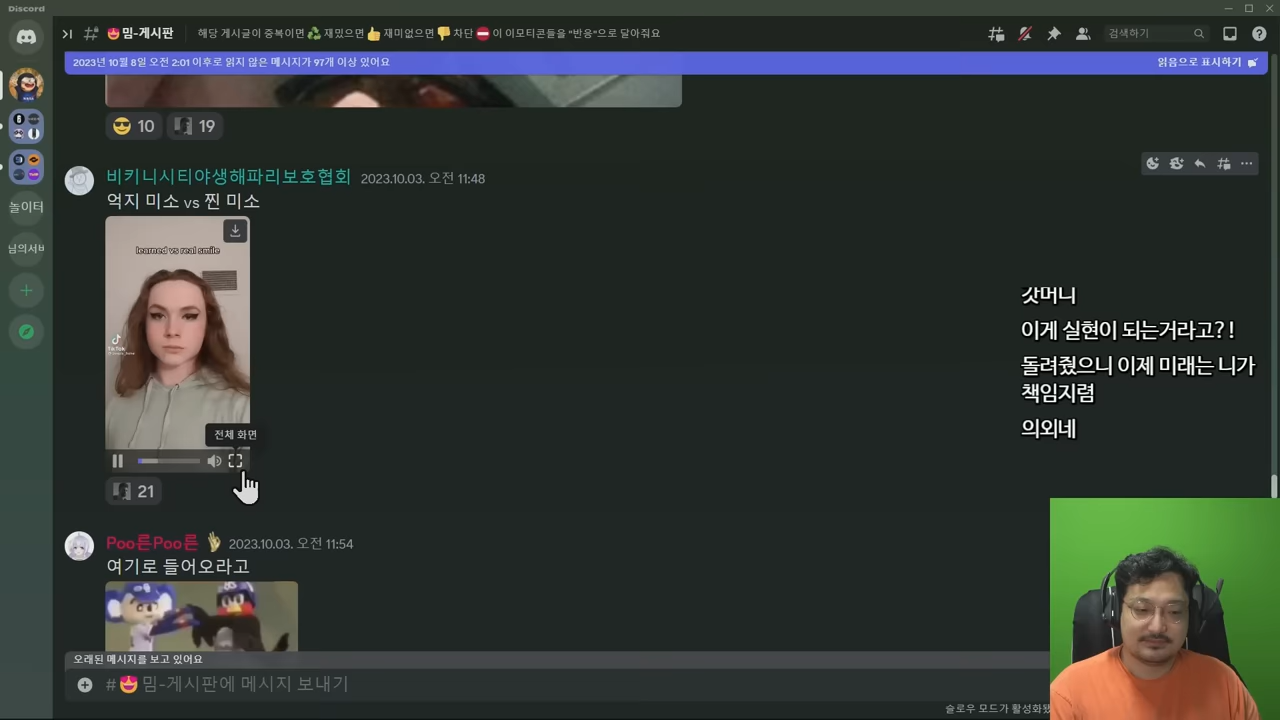 Discord
밈-게시판
해당 게시글이 중복이면 재밌으면 재미없으면 차단 이 이모티콘들을 "반응"으로 달아줘요
검색하기
2023년 10월 8일 오전 2:01 이후로 읽지 않은 메시지가 97개 이상 있어요
읽음으로 표시하기
10
19
비키니시티야생해파리보호협회 2023.10.03. 오전 11:48
억지 미소 vs 찐 미소
놀이터
님의서버
learned vs real smile
TikTok
갓머니
이게 실현이 되는거라고?!
돌려줬으니 이제 미래는 니가
책임지렴
의외네
전체 화면
21
Poo른Poo른 2023.10.03. 오전 11:54
여기로 들어오라고
오래된 메시지를 보고 있어요
#밈-게시판에 메시지 보내기
슬로우 모드가 활성화됐